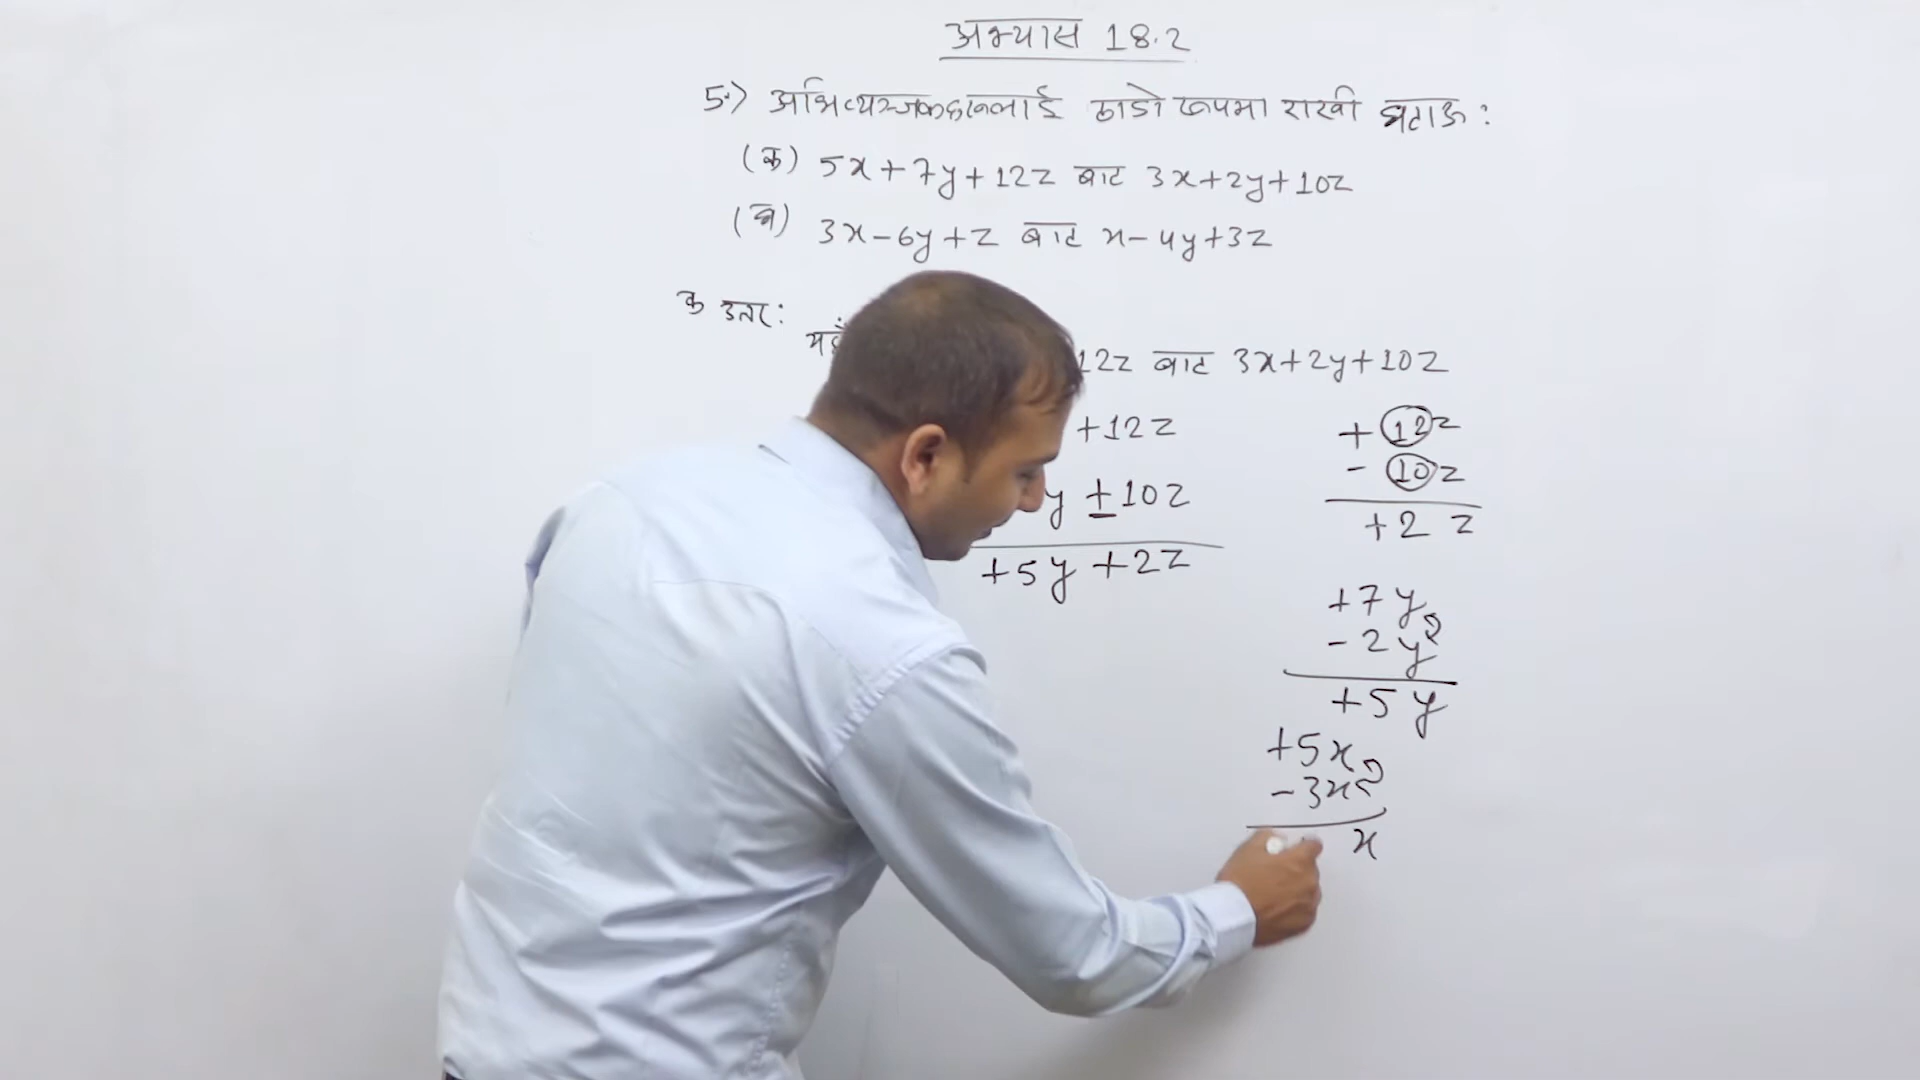 अभ्यास 18.2
5.) अभिव्यञ्जकहरूलाई ठाडो रूपमा राखी घटाऊ :
(क) 5x+7y+12z बाट 3x+2y+10z
(ख) 3x-6y+z बाट x-4y+3z
क उत्तर:
12z बाट 3x+2y+10z
+12z
y ±10z
+5y +2z
+12z
-10z
+2 z
+7y
-2y
+5y
+5x
-3x
x